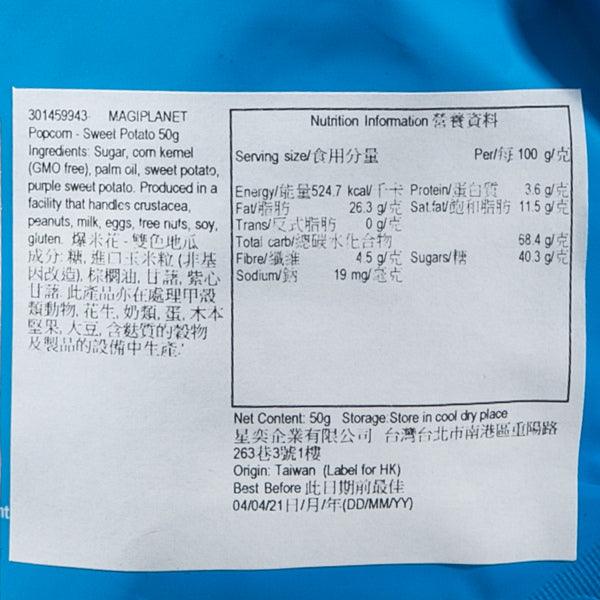 301459943- MAGIPLANET
Popcorn - Sweet Potato 50g
Ingredients: Sugar, corn kernel
(GMO free), palm oil, sweet potato,
purple sweet potato. Produced in a
facility that handles crustacea,
peanuts, milk, eggs, tree nuts, soy,
gluten. 爆米花 - 雙色地瓜
成分: 糖, 進口玉米粒 (非基
因改造), 棕櫚油, 甘藷, 紫心
甘藷. 此產品亦在處理甲殼
類動物, 花生, 奶類, 蛋, 木本
堅果, 大豆, 含麩質的穀物
及製品的設備中生產.
Nutrition Information 營養資料
Serving size/食用分量 Per/每 100 g/克
Energy/能量 524.7 kcal/千卡 Protein/蛋白質 3.6 g/克
Fat/脂肪 26.3 g/克 Sat.fat/飽和脂肪 11.5 g/克
Trans/反式脂肪 0 g/克
Total carb/總碳水化合物 68.4 g/克
Fibre/纖維 4.5 g/克 Sugars/糖 40.3 g/克
Sodium/鈉 19 mg/毫克
Net Content: 50g Storage:Store in cool dry place
星奕企業有限公司 台灣台北市南港區重陽路
263巷3號1樓
Origin: Taiwan (Label for HK)
Best Before 此日期前最佳
04/04/21日/月/年(DD/MM/YY)
nt